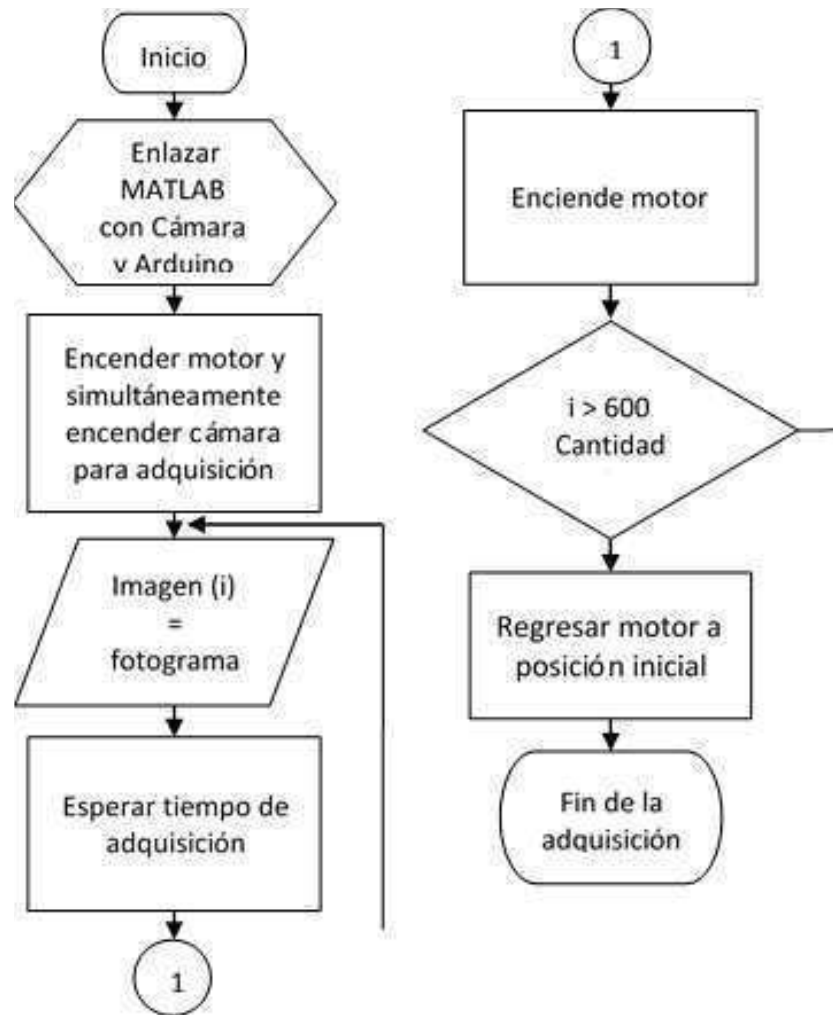 Inicio
Enlazar
MATLAB
con Cámara
y Arduino
Encender motor y
simultáneamente
encender cámara
para adquisición
Imagen (i)
=
fotograma
Esperar tiempo de
adquisición
1
1
Enciende motor
i > 600
Cantidad
Regresar motor a
posición inicial
Fin de la
adquisición